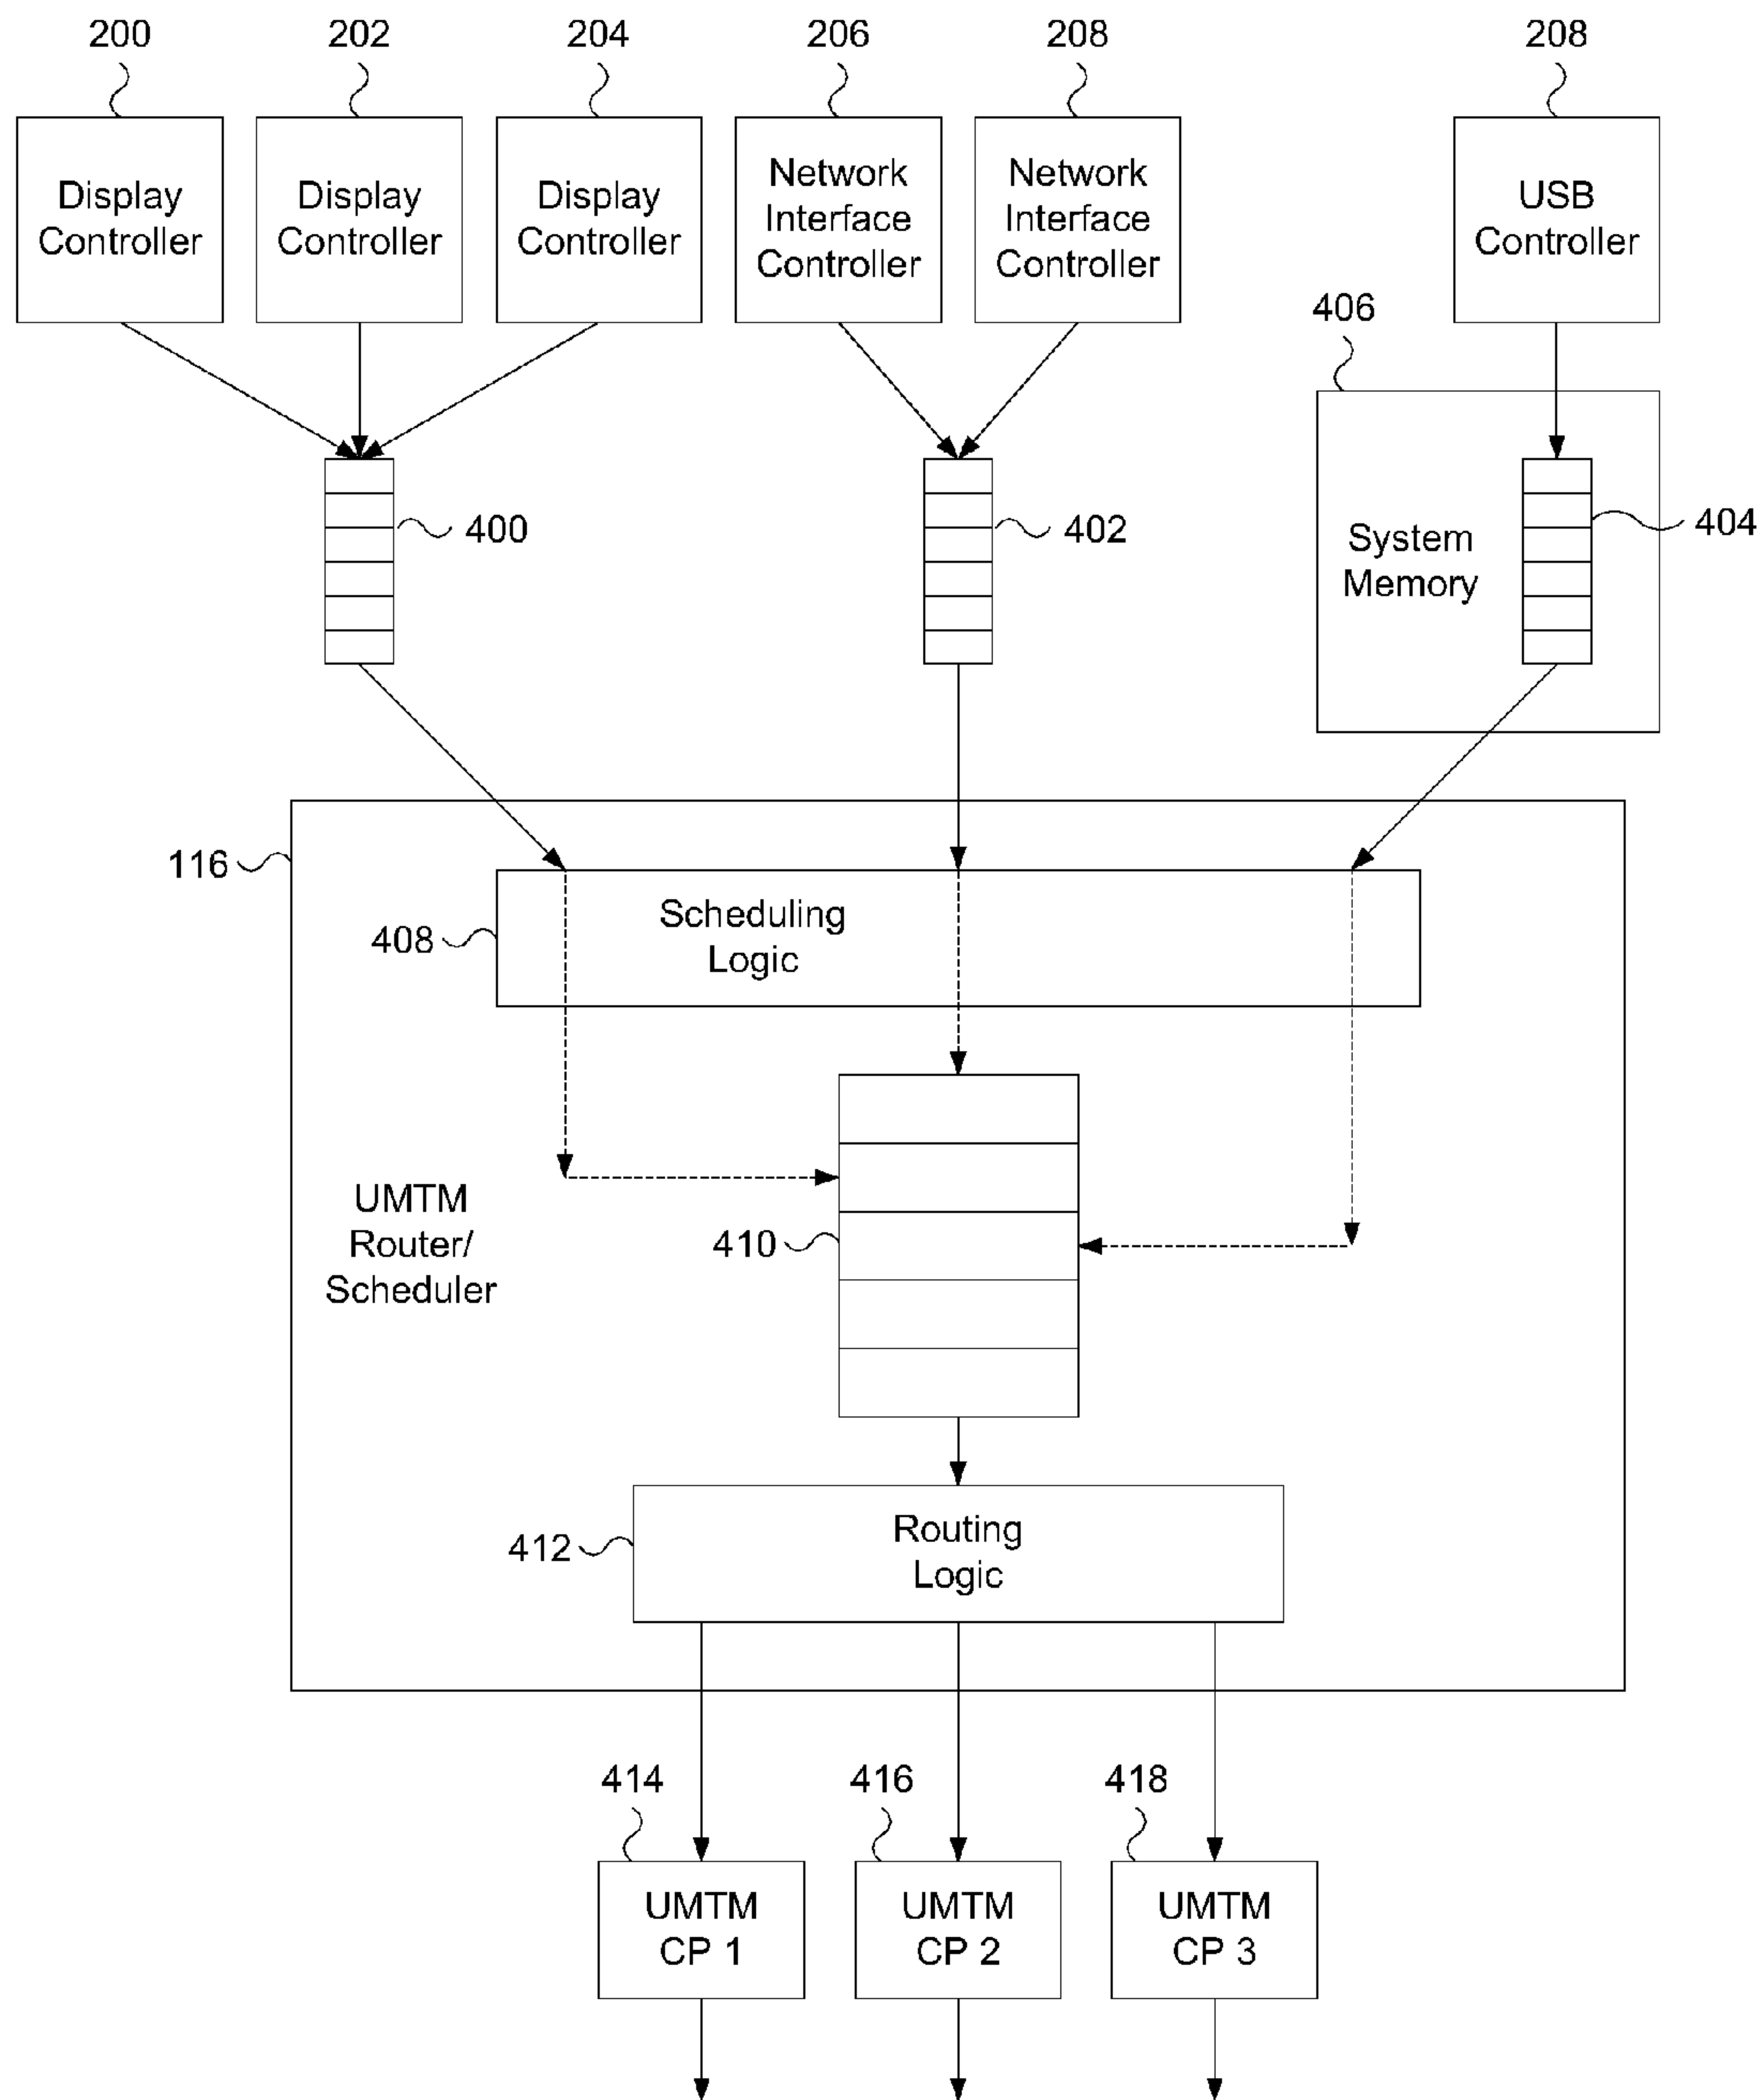 200
202
204
206
208
208
Display
Controller
Display
Controller
Display
Controller
Network
Interface
Controller
Network
Interface
Controller
USB
Controller
406
400
402
404
System
Memory
116
408
Scheduling
Logic
UMTM
Router/
Scheduler
410
412
Routing
Logic
414
416
418
UMTM
CP 1
UMTM
CP 2
UMTM
CP 3